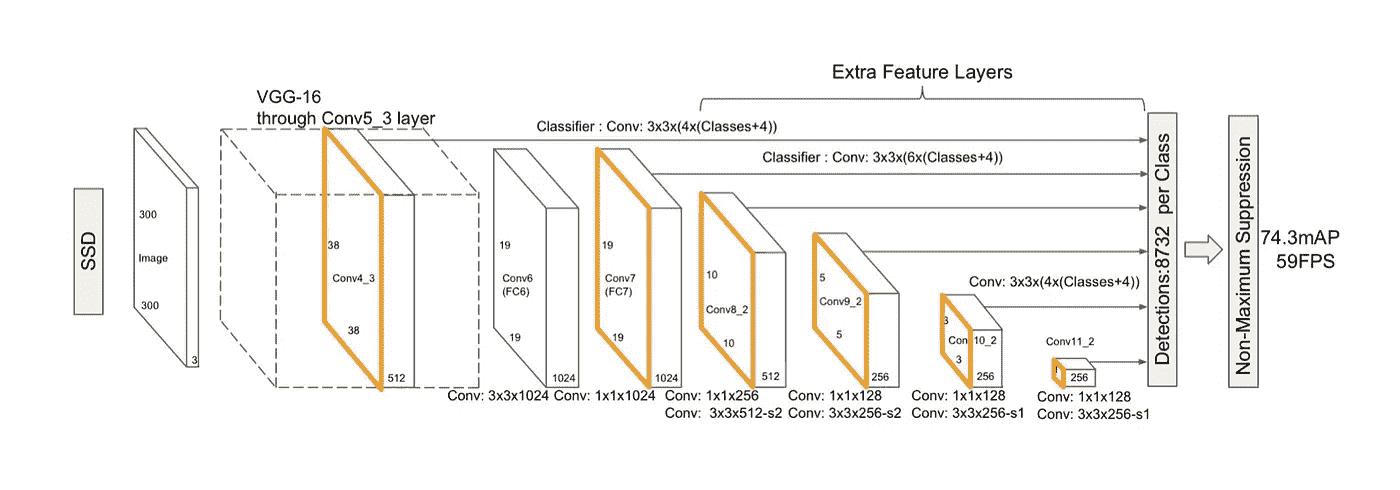 Extra Feature Layers
VGG-16
through Conv5_3 layer
Classifier : Conv: 3x3x(4x(Classes+4))
Classifier : Conv: 3x3x(6x(Classes+4))
SSD
300
Image
300
3
38
Conv4_3
38
512
19
Conv6
(FC6)
19
1024
19
Conv7
(FC7)
19
1024
10
Conv8_2
10
512
5
Conv9_2
5
256
Conv: 3x3x(4x(Classes+4))
3
Conv10_2
3
256
Conv11_2
1
256
Detections:8732 per Class
Non-Maximum Suppression
74.3mAP
59FPS
Conv: 3x3x1024
Conv: 1x1x1024
Conv: 1x1x256
Conv: 3x3x512-s2
Conv: 1x1x128
Conv: 3x3x256-s2
Conv: 1x1x128
Conv: 3x3x256-s1
Conv: 1x1x128
Conv: 3x3x256-s1